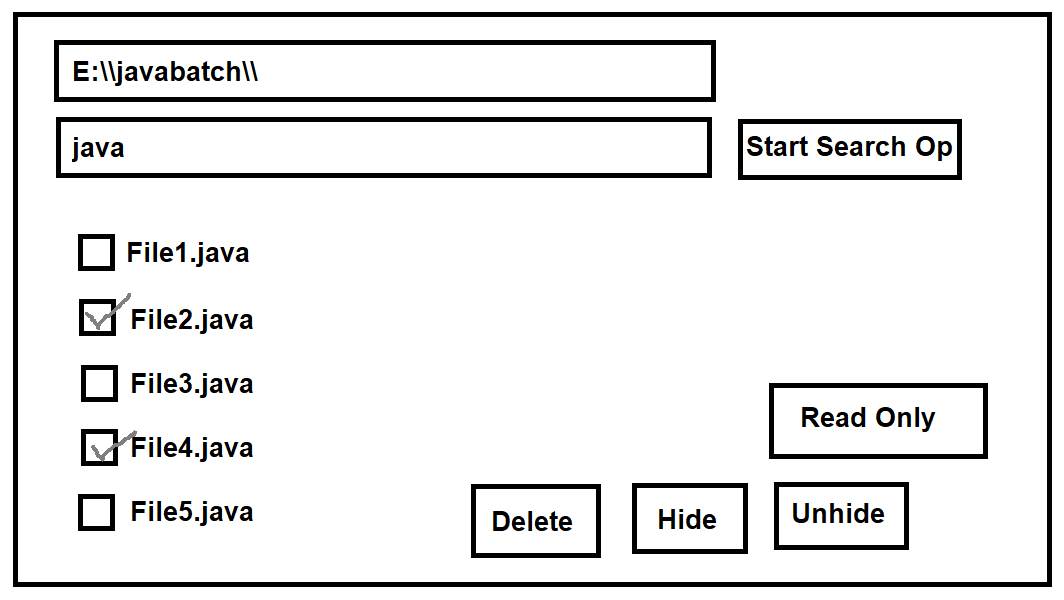 E:\\javabatch\\
java
Start Search Op
File1.java
File2.java
File3.java
File4.java
File5.java
Read Only
Delete
Hide
Unhide